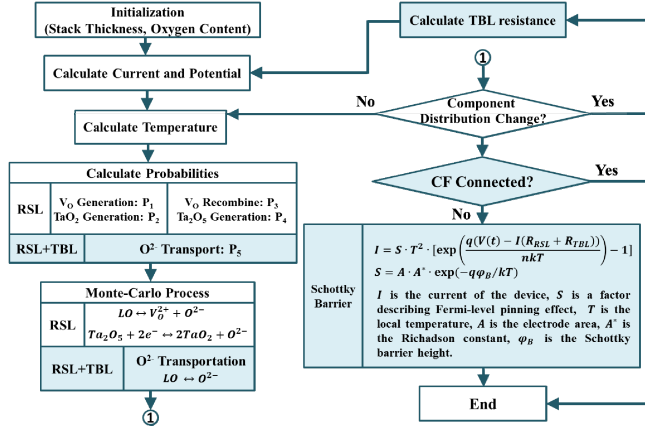 Initialization
(Stack Thickness, Oxygen Content)
Calculate Current and Potential
Calculate Temperature
Calculate Probabilities
RSL
V_O Generation: P_1
TaO_2 Generation: P_2
V_O Recombine: P_3
Ta_2O_5 Generation: P_4
RSL+TBL
O^{2-} Transport: P_5
Monte-Carlo Process
RSL
LO ↔ V_O^{2+} + O^{2−}
Ta_2O_5 + 2e^− ↔ 2TaO_2 + O^{2−}
RSL+TBL
O^{2-} Transportation
LO ↔ O^{2−}
①
Calculate TBL resistance
①
No
Component
Distribution Change?
Yes
CF Connected?
Yes
No
Schottky
Barrier
I = S · T^2 · [exp(q(V(t) − I(R_{RSL} + R_{TBL}))/nkT) − 1]
S = A · A^* · exp(−qφ_B/kT)
I is the current of the device, S is a factor
describing Fermi-level pinning effect, T is the
local temperature, A is the electrode area, A^* is
the Richadson constant, φ_B is the Schottky
barrier height.
End